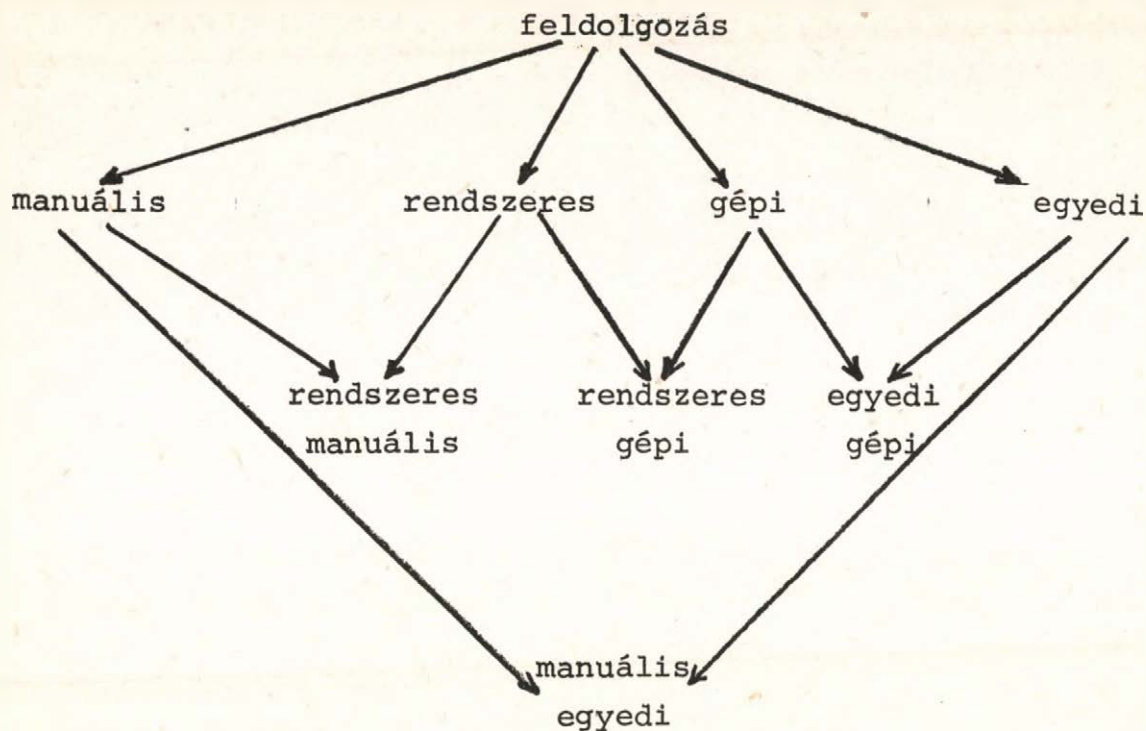 feldolgozás
manuális rendszeres gépi egyedi
rendszeres rendszeres egyedi
manuális gépi gépi
manuális
egyedi